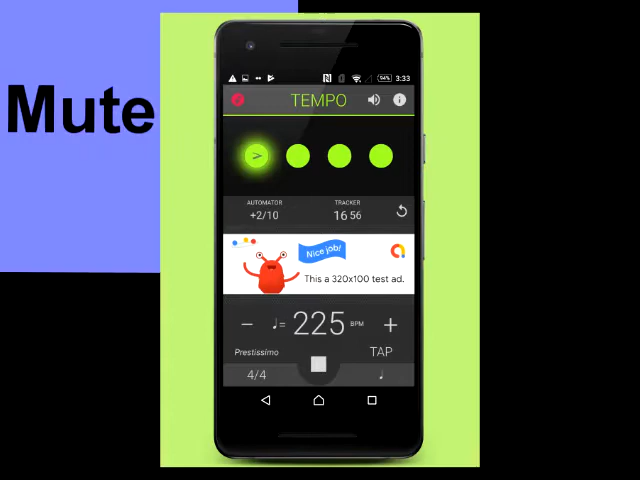 Mute
94% 3:33
TEMPO
>
AUTOMATOR
+2/10
TRACKER
16 56
Nice job!
This a 320x100 test ad.
− ♩= 225 BPM +
Prestissimo
TAP
4/4
♩